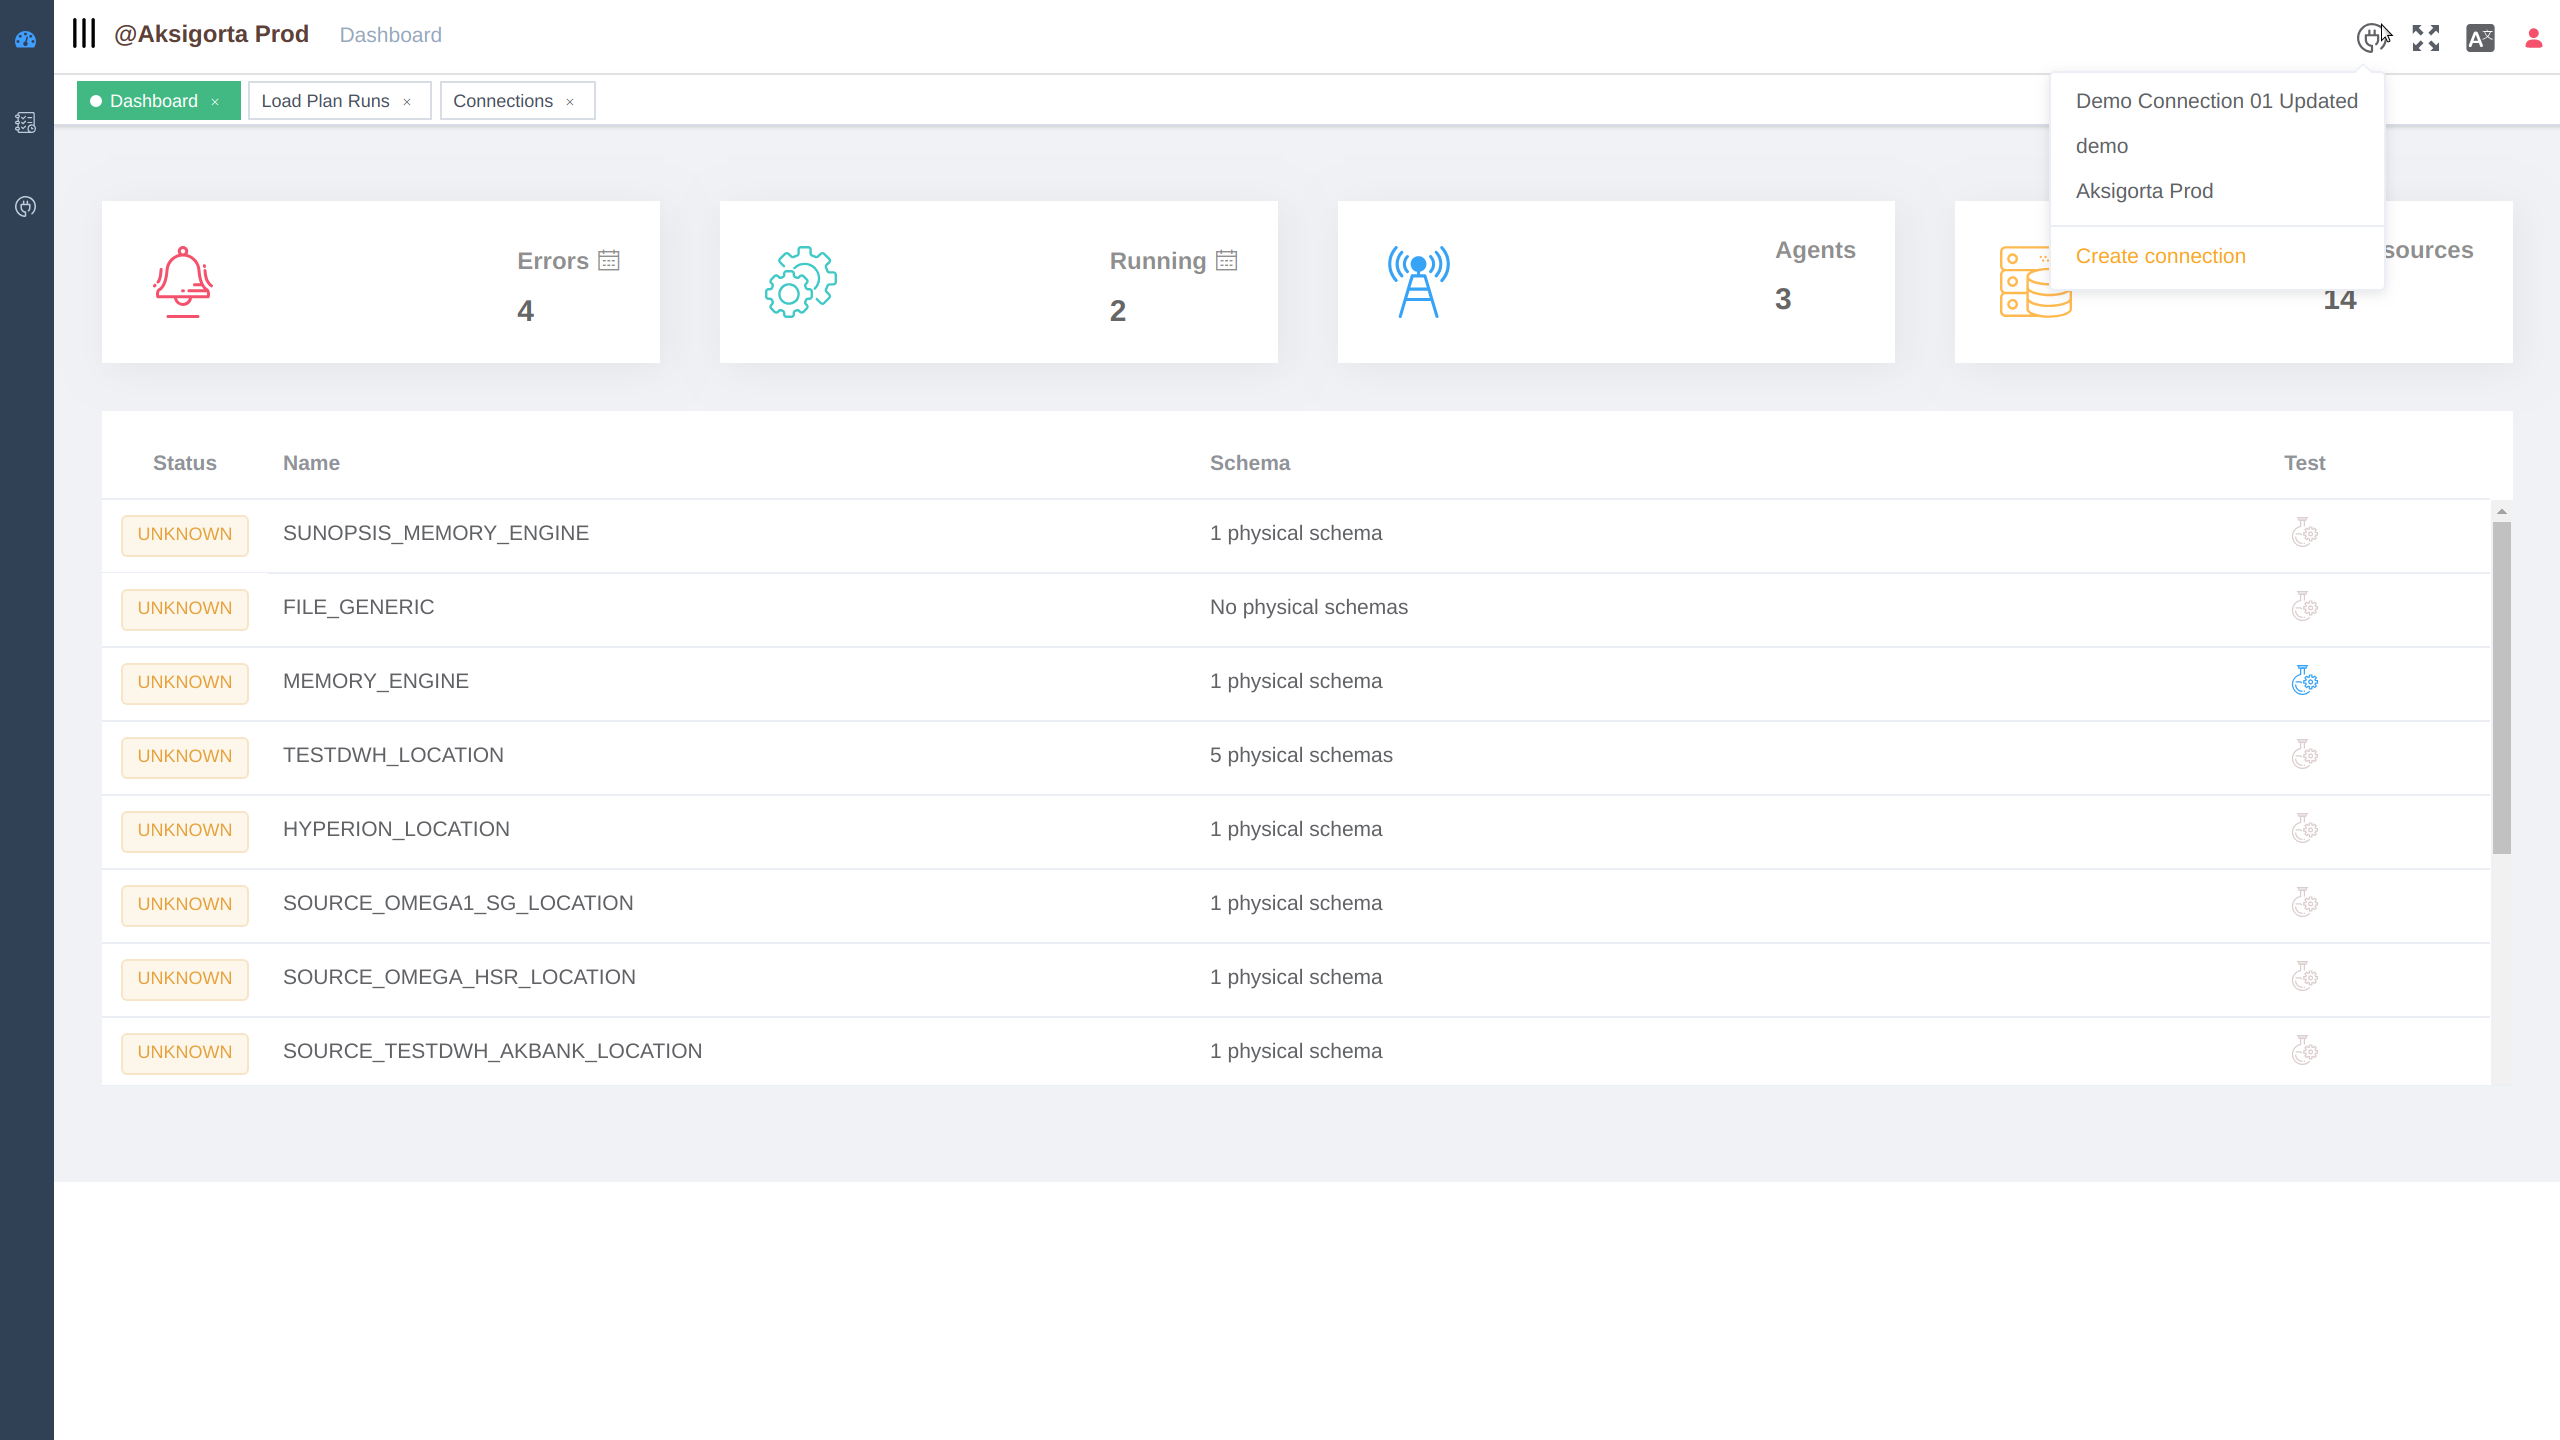 @Aksigorta Prod Dashboard
Dashboard × Load Plan Runs × Connections ×
Demo Connection 01 Updated
demo
Aksigorta Prod
Create connection
Errors
4
Running
2
Agents
3
sources
14
Status Name Schema Test
UNKNOWN SUNOPSIS_MEMORY_ENGINE 1 physical schema
UNKNOWN FILE_GENERIC No physical schemas
UNKNOWN MEMORY_ENGINE 1 physical schema
UNKNOWN TESTDWH_LOCATION 5 physical schemas
UNKNOWN HYPERION_LOCATION 1 physical schema
UNKNOWN SOURCE_OMEGA1_SG_LOCATION 1 physical schema
UNKNOWN SOURCE_OMEGA_HSR_LOCATION 1 physical schema
UNKNOWN SOURCE_TESTDWH_AKBANK_LOCATION 1 physical schema